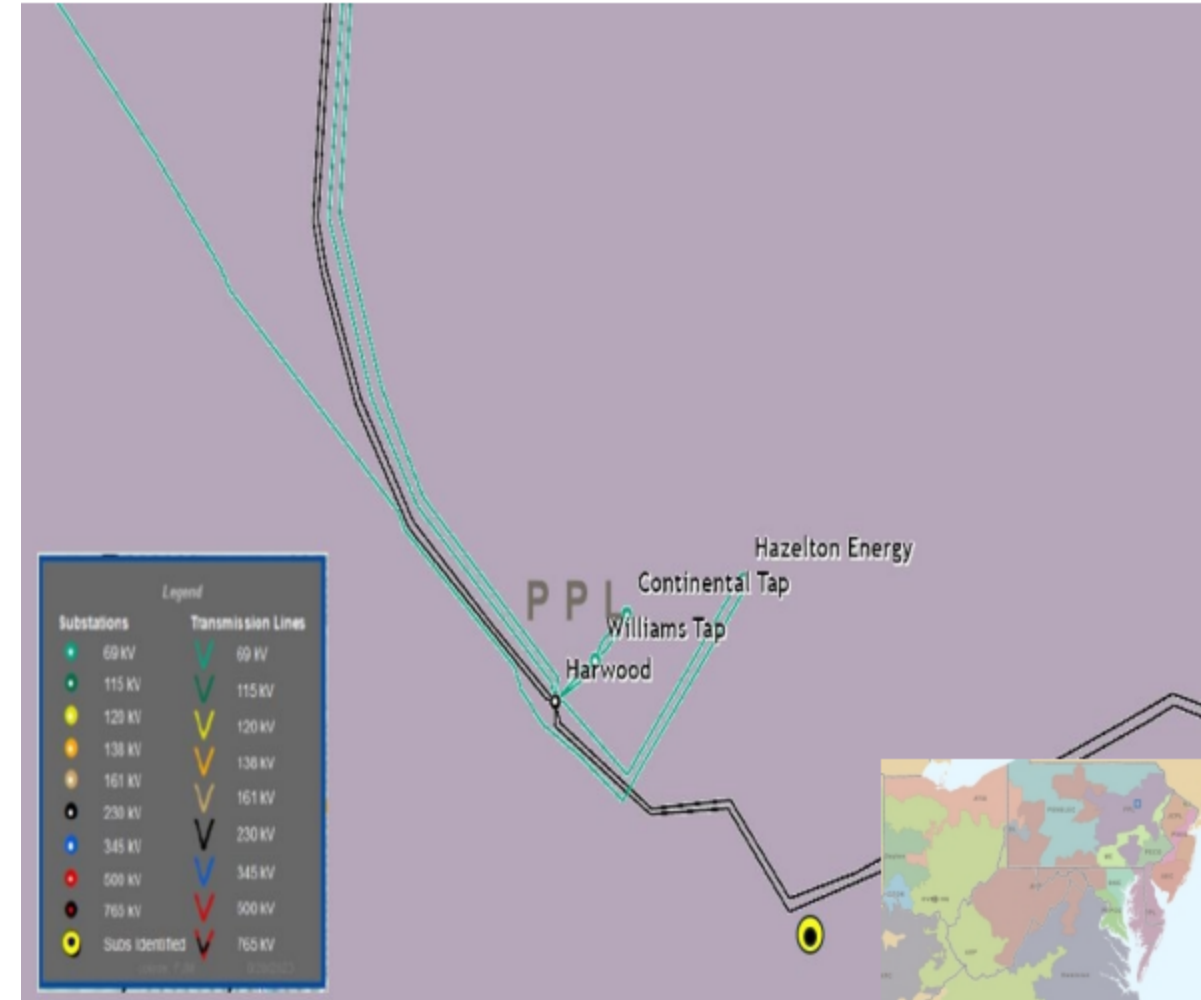 Hazelton Energy
Continental Tap
PPL
Williams Tap
Harwood
Legend
Substations
Transmission Lines
69 kV
69 kV
115 kV
115 kV
120 kV
120 kV
138 kV
138 kV
161 kV
161 kV
230 kV
230 kV
345 kV
345 kV
500 kV
500 kV
765 kV
765 kV
Subs Identified